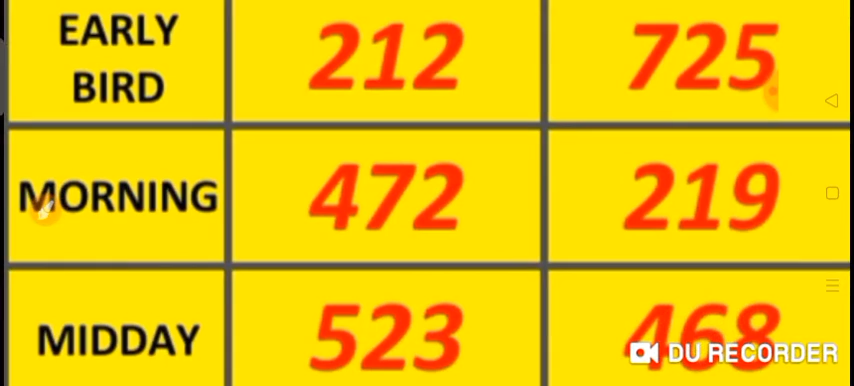 EARLY
BIRD
212
725
MORNING
472
219
MIDDAY
523
468
DU RECORDER